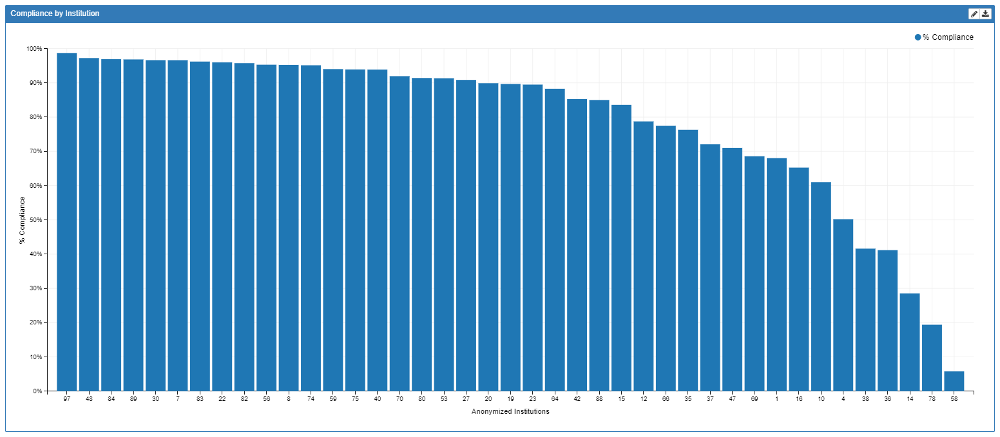 Compliance by Institution
% Compliance
100%
90%
80%
70%
60%
50%
40%
30%
20%
10%
0%
% Compliance
97 48 84 89 30 7 83 22 82 56 8 74 59 75 40 70 80 53 27 20 19 23 64 42 88 15 12 66 35 37 47 69 1 16 10 4 38 36 14 78 58
Anonymized Institutions